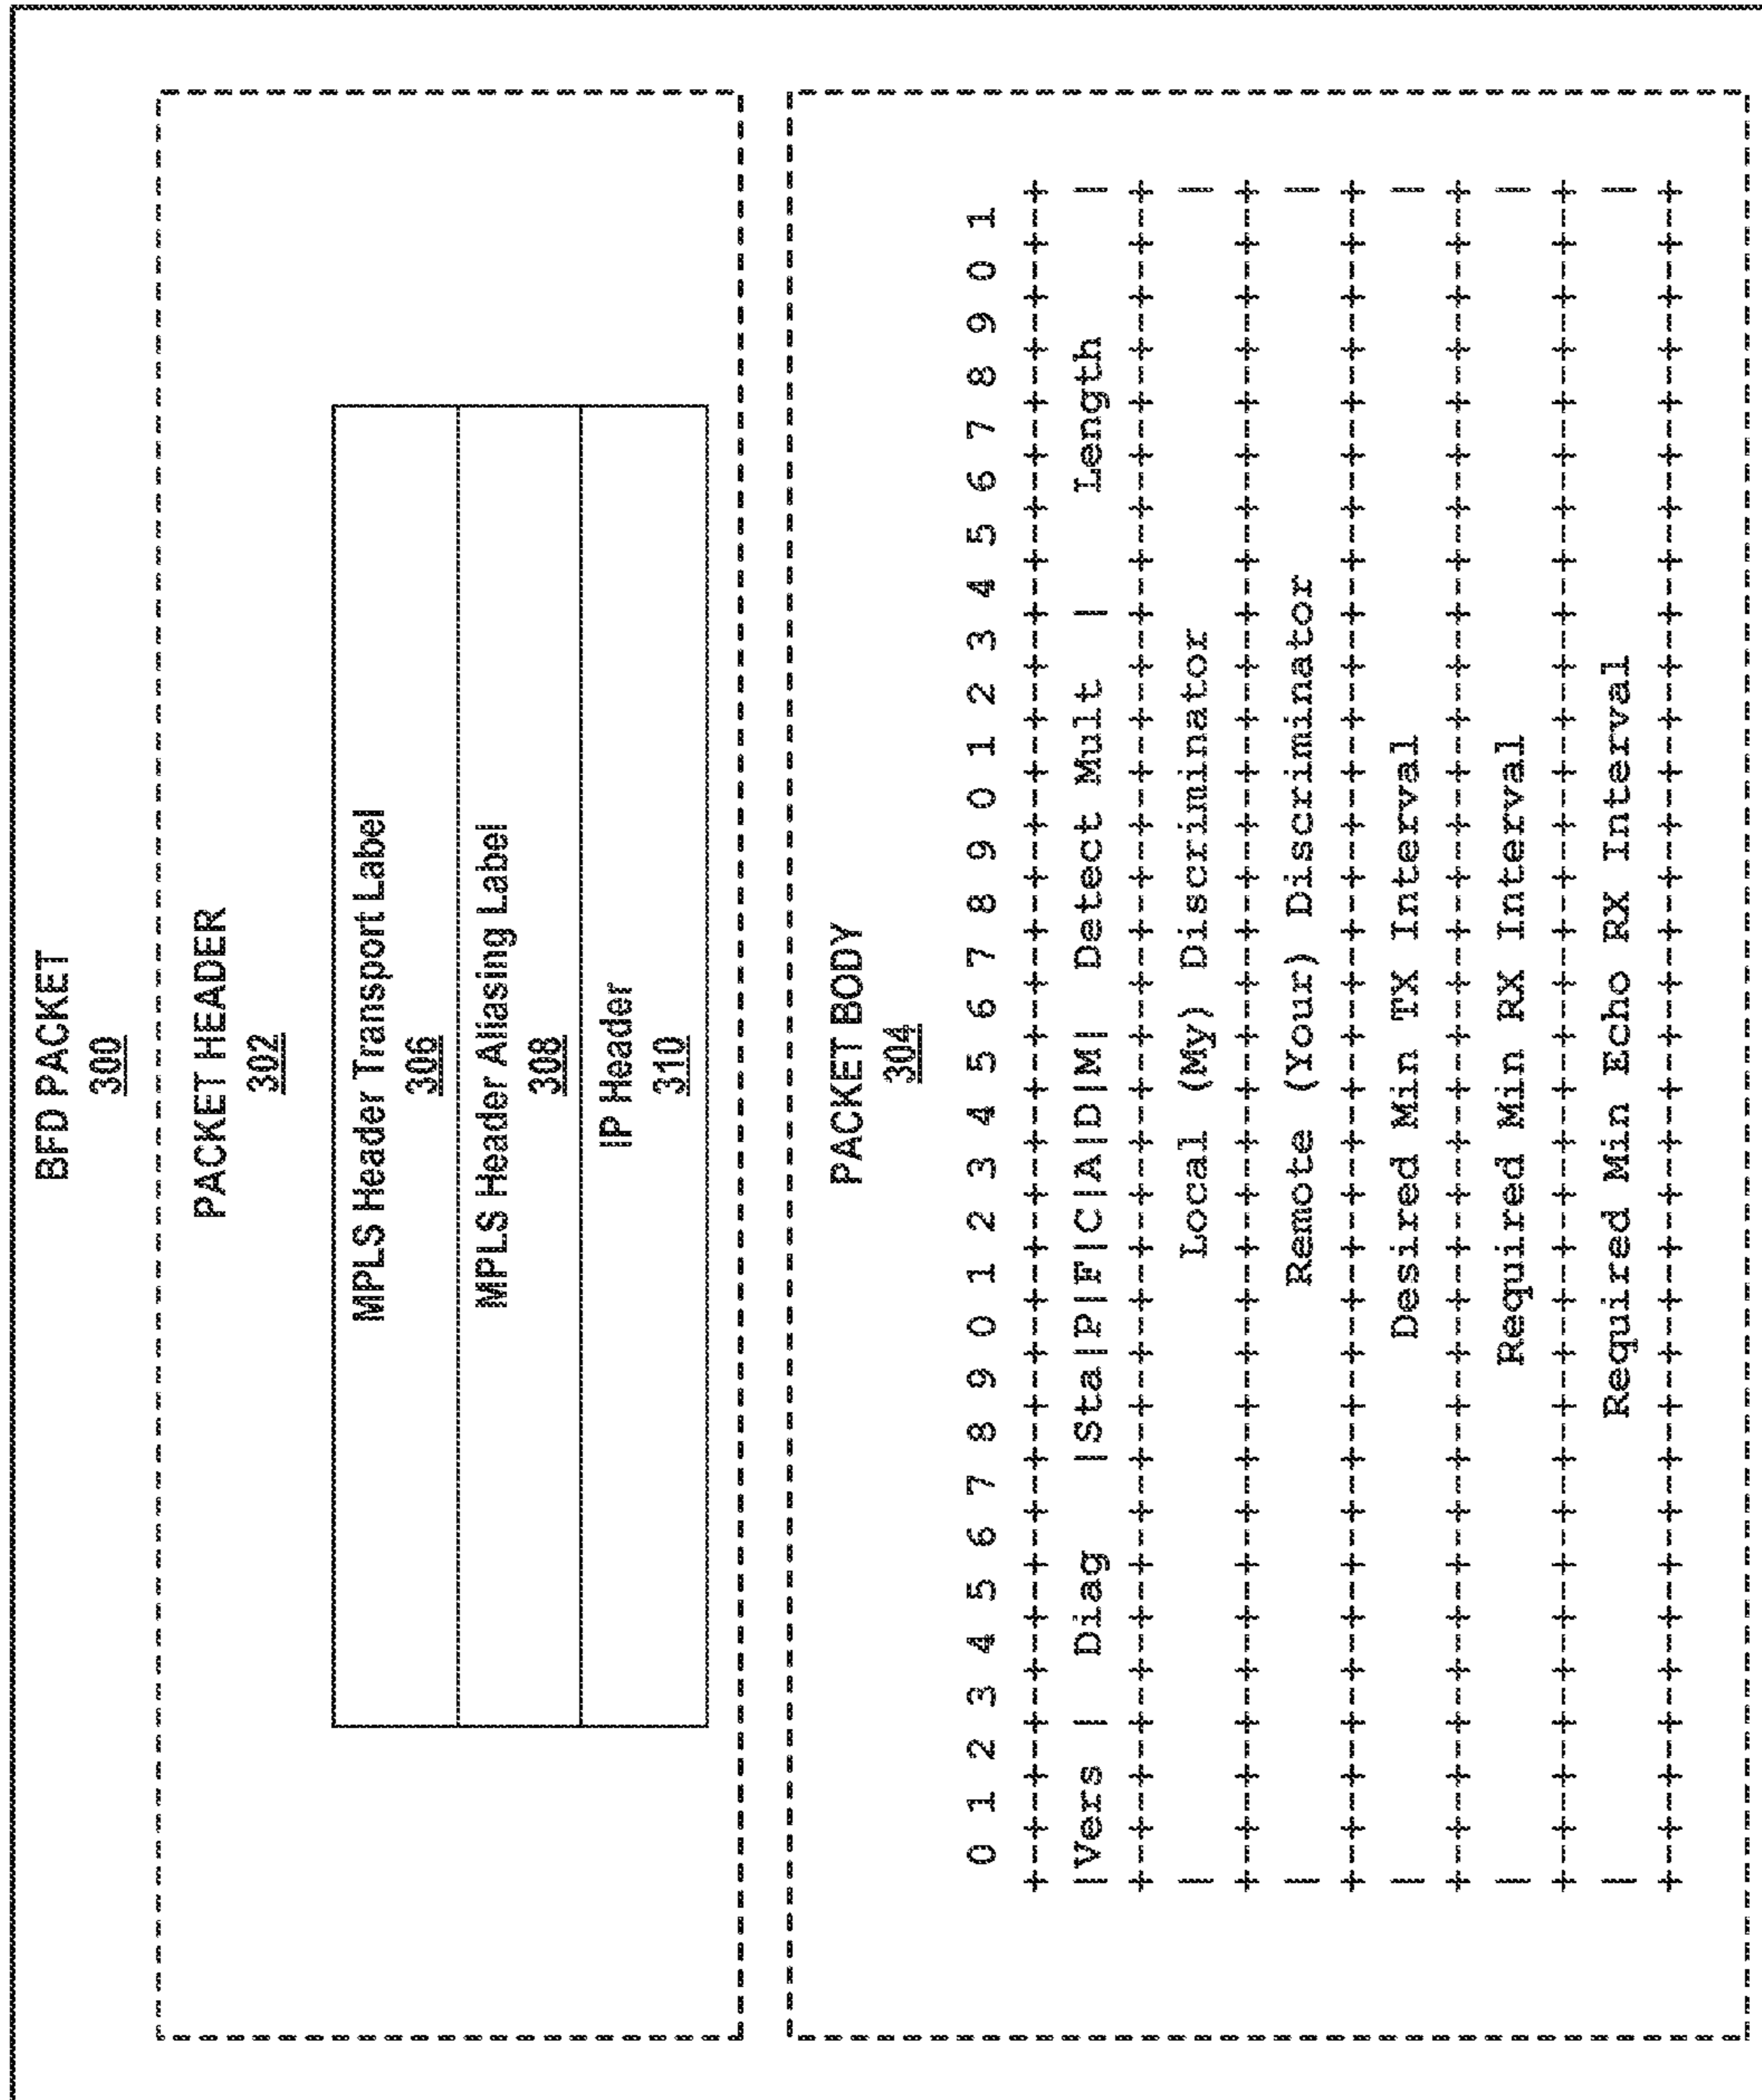 BFD PACKET
300
PACKET HEADER
302
MPLS Header Transport Label
306
MPLS Header Aliasing Label
308
IP Header
310
PACKET BODY
304
0 1 2 3 4 5 6 7 8 9 0 1 2 3 4 5 6 7 8 9 0 1 2 3 4 5 6 7 8 9 0 1
+-+-+-+-+-+-+-+-+-+-+-+-+-+-+-+-+-+-+-+-+-+-+-+-+-+-+-+-+-+-+-+-+
|Vers | Diag |Sta|P|F|C|A|D|M| Detect Mult | Length |
+-+-+-+-+-+-+-+-+-+-+-+-+-+-+-+-+-+-+-+-+-+-+-+-+-+-+-+-+-+-+-+-+
| Local (My) Discriminator |
+-+-+-+-+-+-+-+-+-+-+-+-+-+-+-+-+-+-+-+-+-+-+-+-+-+-+-+-+-+-+-+-+
| Remote (Your) Discriminator |
+-+-+-+-+-+-+-+-+-+-+-+-+-+-+-+-+-+-+-+-+-+-+-+-+-+-+-+-+-+-+-+-+
| Desired Min TX Interval |
+-+-+-+-+-+-+-+-+-+-+-+-+-+-+-+-+-+-+-+-+-+-+-+-+-+-+-+-+-+-+-+-+
| Required Min RX Interval |
+-+-+-+-+-+-+-+-+-+-+-+-+-+-+-+-+-+-+-+-+-+-+-+-+-+-+-+-+-+-+-+-+
| Required Min Echo RX Interval |
+-+-+-+-+-+-+-+-+-+-+-+-+-+-+-+-+-+-+-+-+-+-+-+-+-+-+-+-+-+-+-+-+